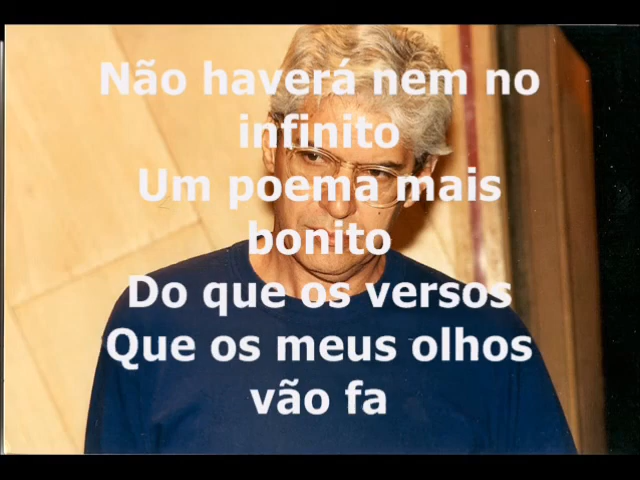 Não haverá nem no
infinito
Um poema mais
bonito
Do que os versos
Que os meus olhos
vão fa